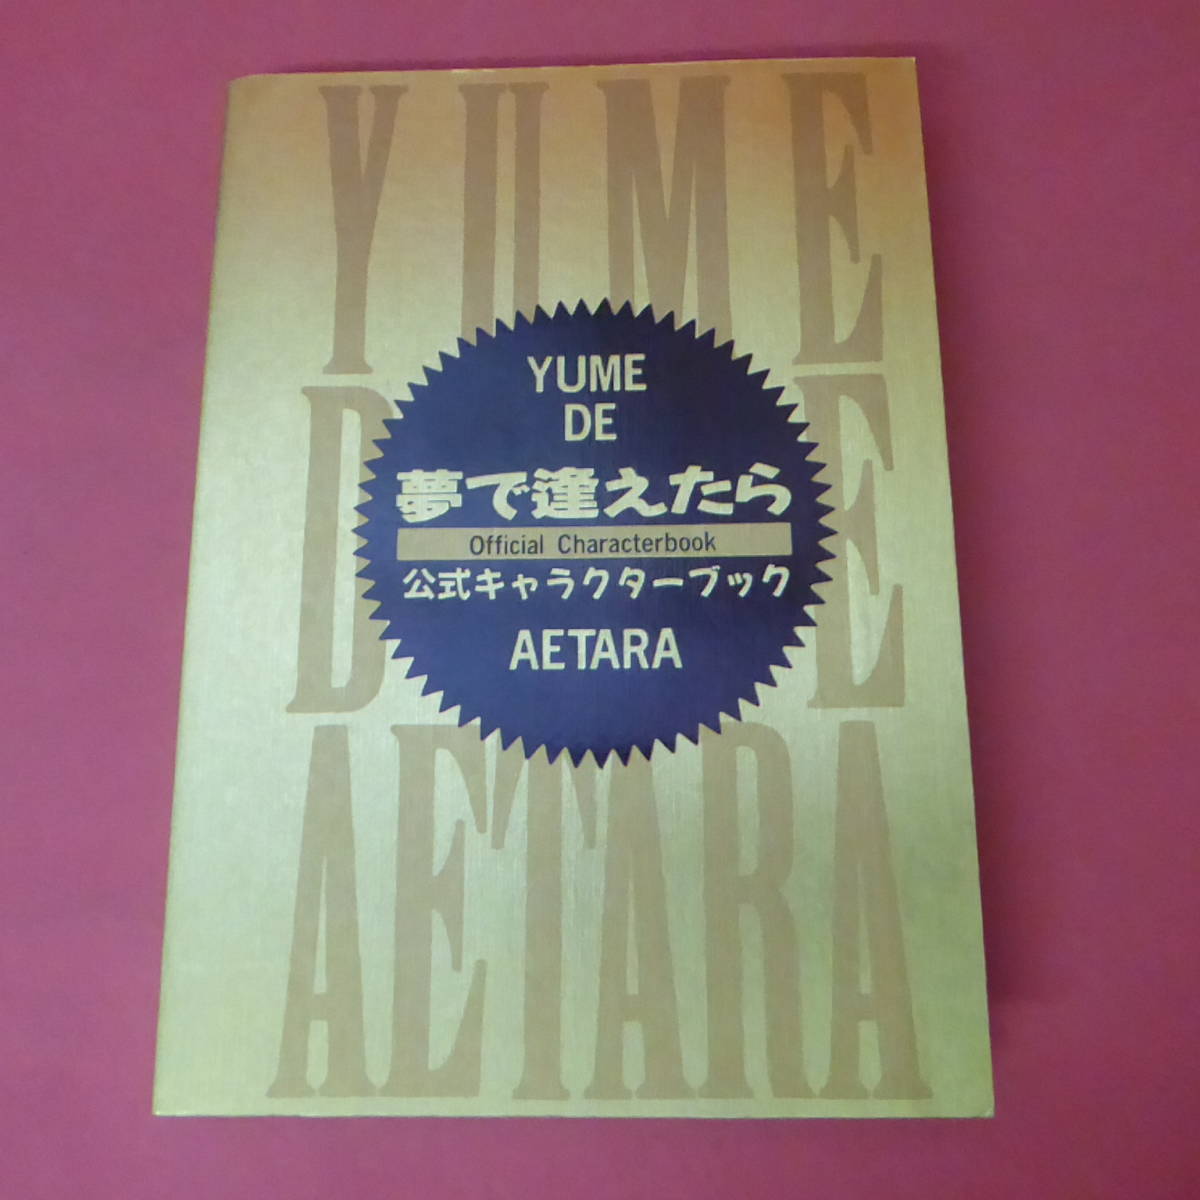 YUME
DE
AETARA
YUME
DE
夢で逢えたら
Official Characterbook
公式キャラクターブック
AETARA